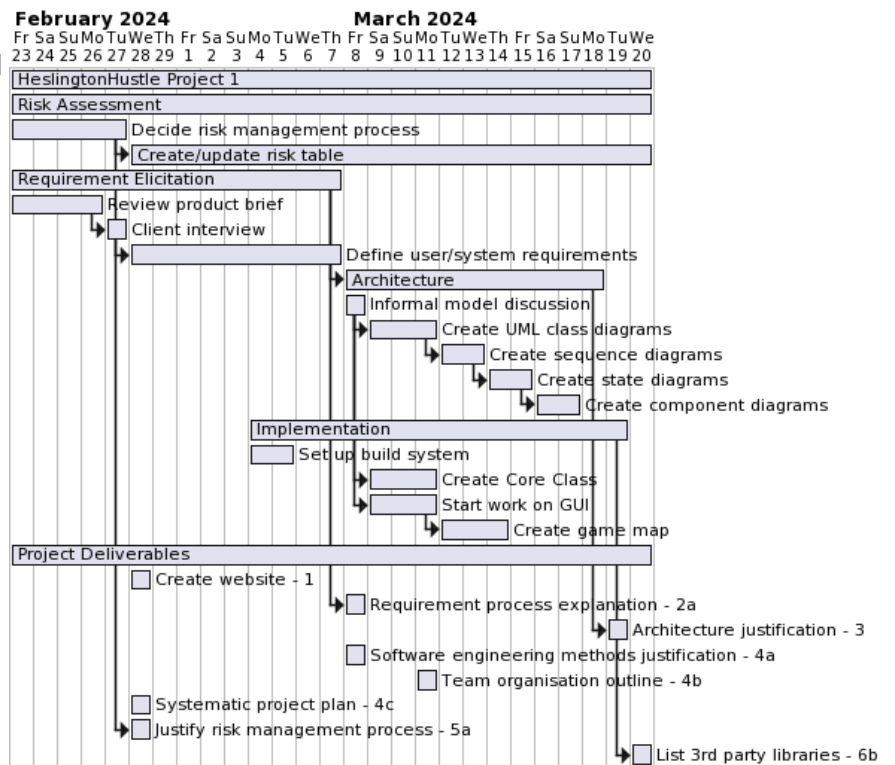 February 2024 March 2024
Fr Sa Su Mo Tu We Th Fr Sa Su Mo Tu We Th Fr Sa Su Mo Tu We Th Fr Sa Su Mo Tu We
23 24 25 26 27 28 29 1 2 3 4 5 6 7 8 9 10 11 12 13 14 15 16 17 18 19 20
HeslingtonHustle Project 1
Risk Assessment
Decide risk management process
Create/update risk table
Requirement Elicitation
Review product brief
Client interview
Define user/system requirements
Architecture
Informal model discussion
Create UML class diagrams
Create sequence diagrams
Create state diagrams
Create component diagrams
Implementation
Set up build system
Create Core Class
Start work on GUI
Create game map
Project Deliverables
Create website - 1
Requirement process explanation - 2a
Architecture justification - 3
Software engineering methods justification - 4a
Team organisation outline - 4b
Systematic project plan - 4c
Justify risk management process - 5a
List 3rd party libraries - 6b